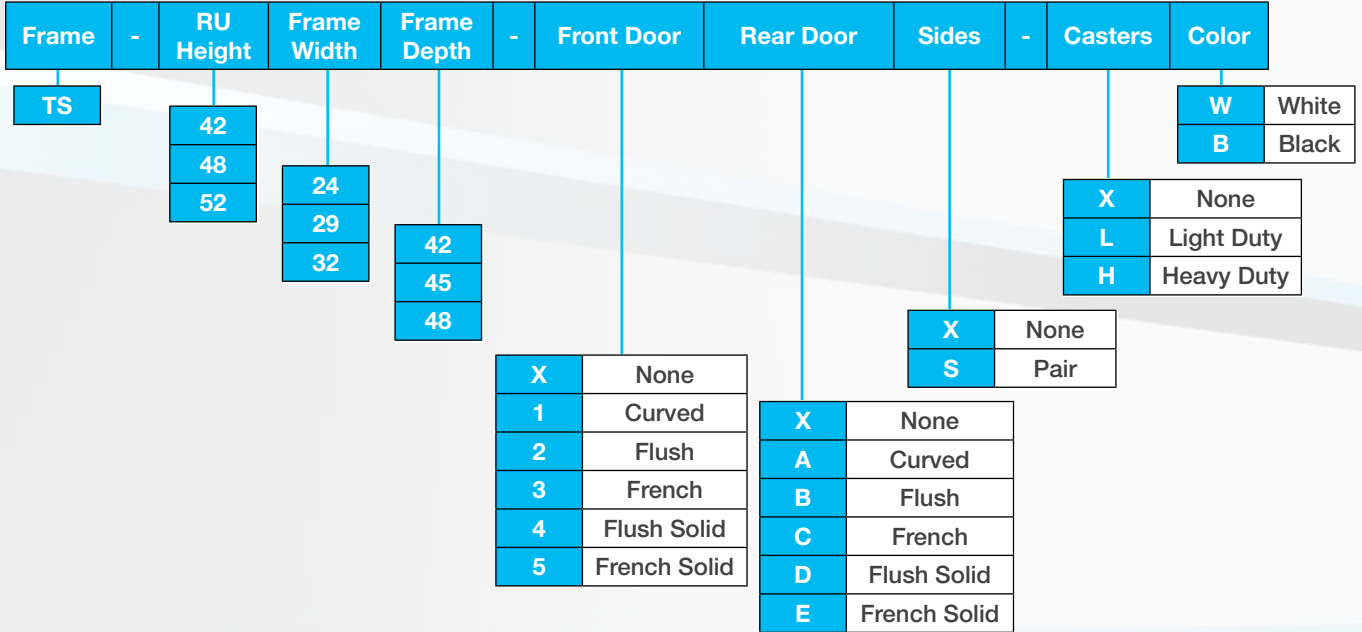 Frame - RU Height Frame Width Frame Depth - Front Door Rear Door Sides - Casters Color
TS
42
48
52
24
29
32
42
45
48
X None
1 Curved
2 Flush
3 French
4 Flush Solid
5 French Solid
X None
A Curved
B Flush
C French
D Flush Solid
E French Solid
X None
S Pair
X None
L Light Duty
H Heavy Duty
W White
B Black